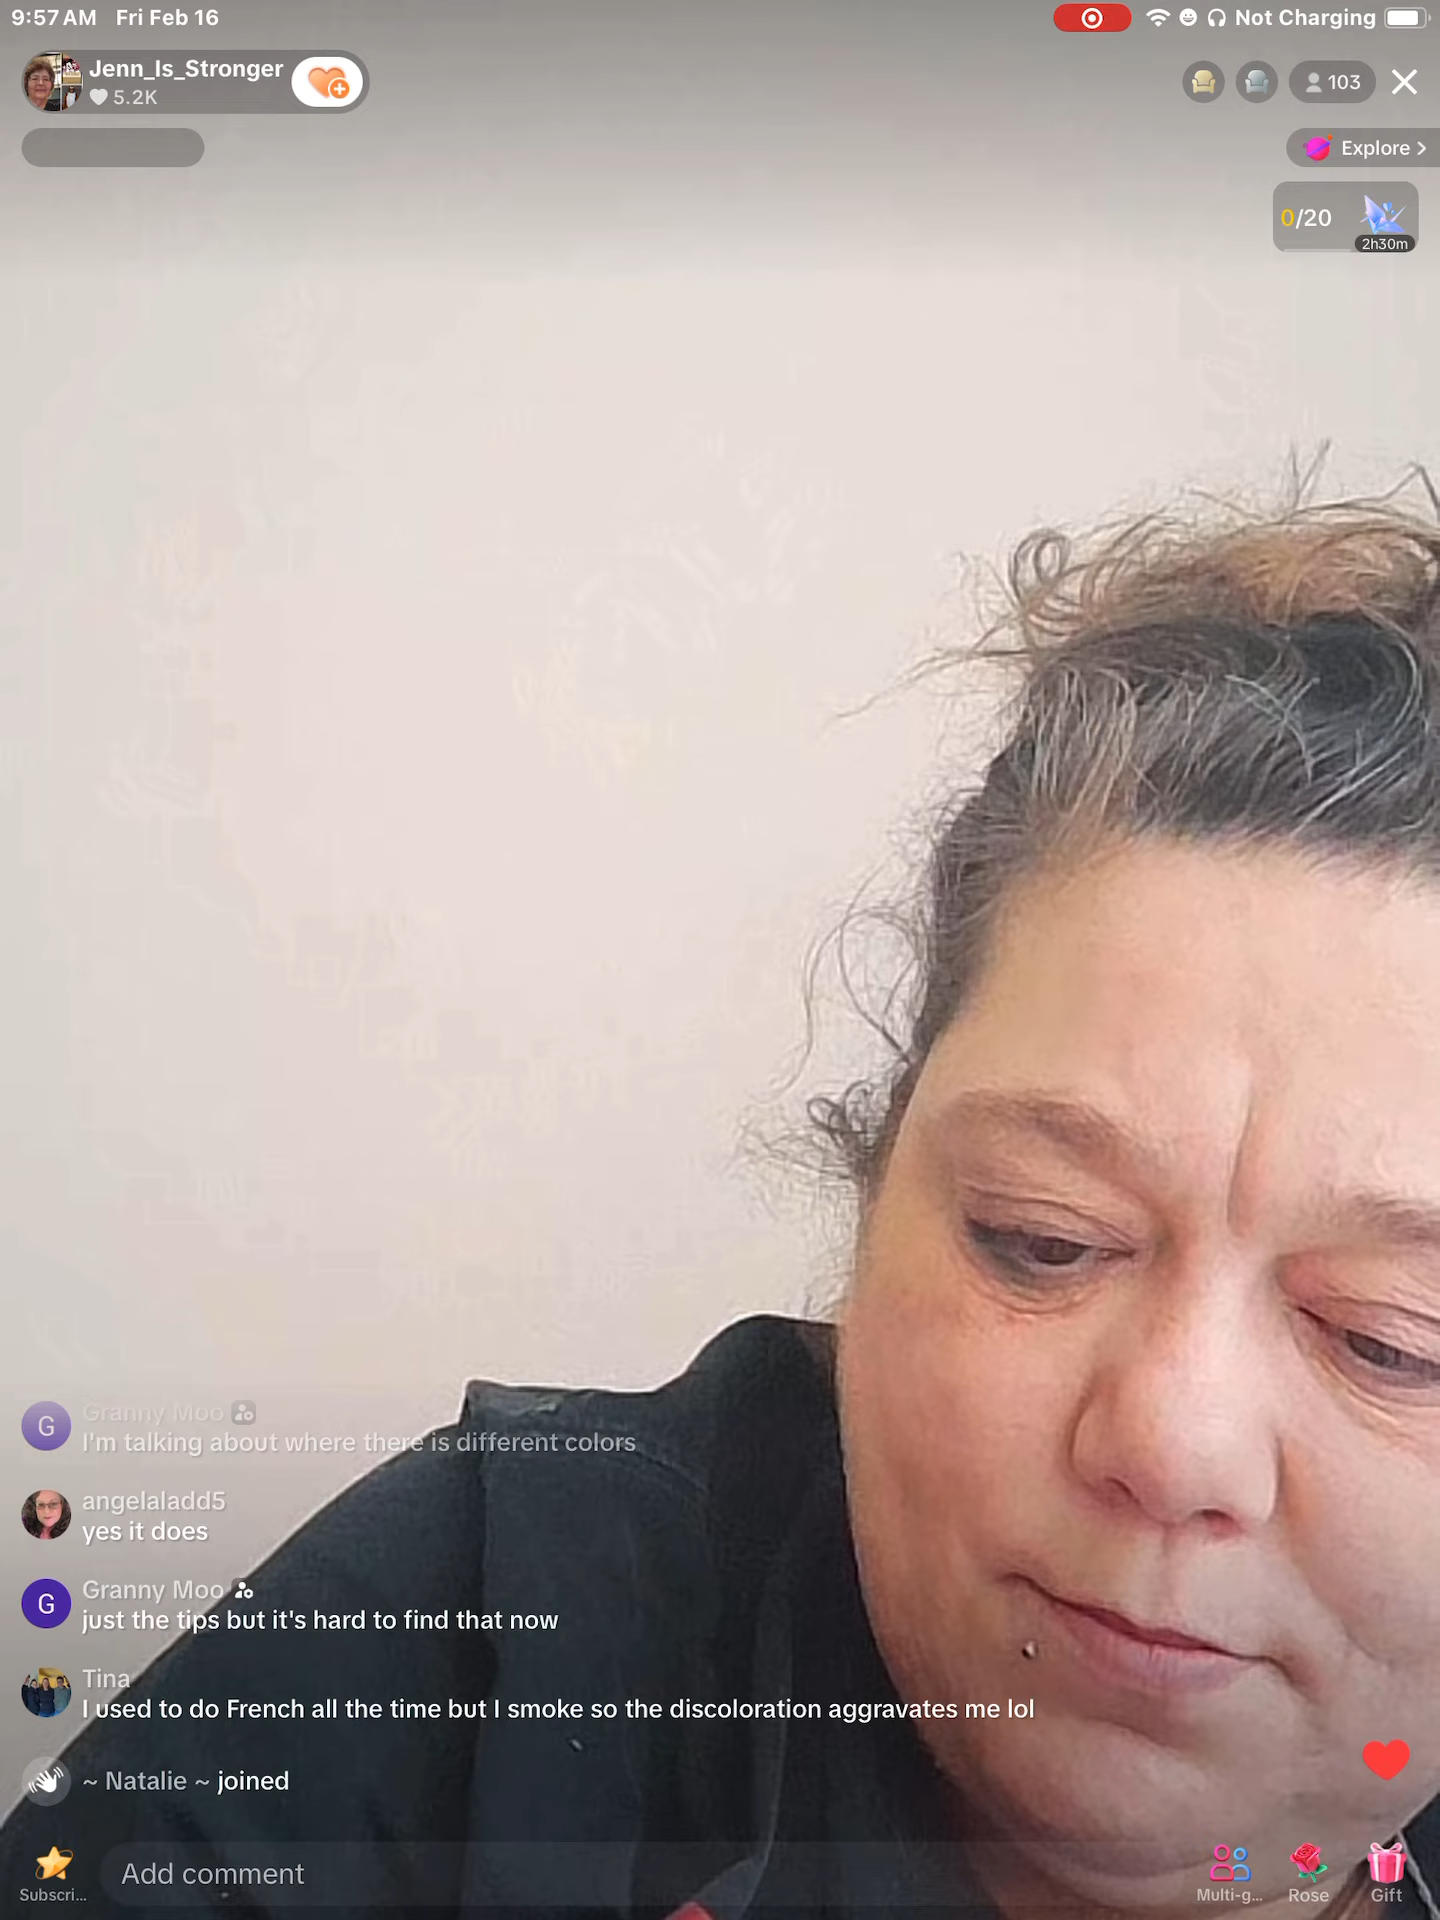 9:57 AM Fri Feb 16
Not Charging
Jenn_Is_Stronger
5.2K
103
Explore >
0/20
2h30m
Granny Moo
I'm talking about where there is different colors
angelaladd5
yes it does
Granny Moo
just the tips but it's hard to find that now
Tina
I used to do French all the time but I smoke so the discoloration aggravates me lol
~ Natalie ~ joined
Add comment
Subscri...
Multi-g...
Rose
Gift
G
G